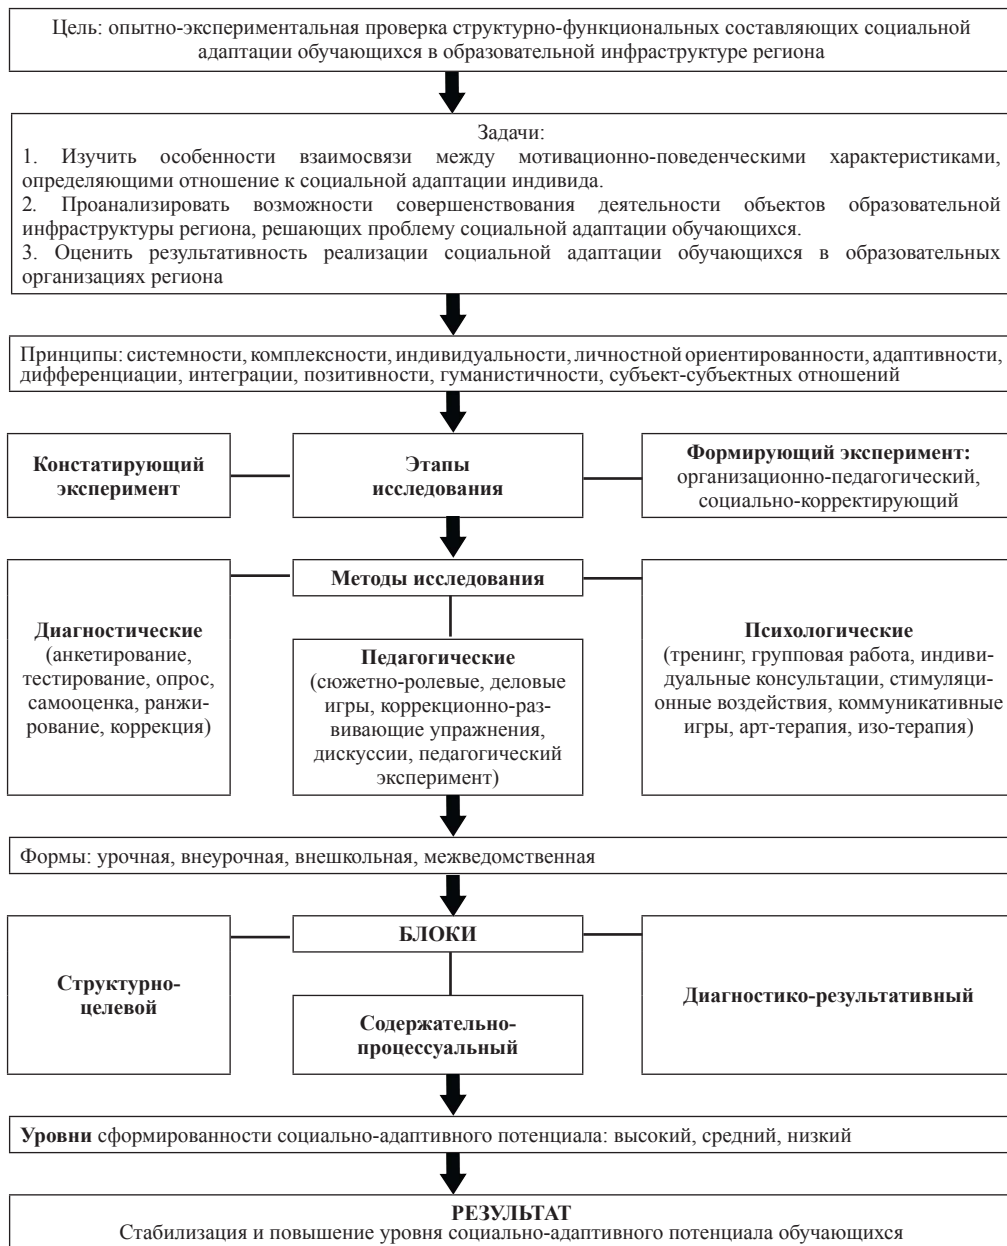 Цель: опытно-экспериментальная проверка структурно-функциональных составляющих социальной
адаптации обучающихся в образовательной инфраструктуре региона
Задачи:
1. Изучить особенности взаимосвязи между мотивационно-поведенческими характеристиками,
определяющими отношение к социальной адаптации индивида.
2. Проанализировать возможности совершенствования деятельности объектов образовательной
инфраструктуры региона, решающих проблему социальной адаптации обучающихся.
3. Оценить результативность реализации социальной адаптации обучающихся в образовательных
организациях региона
Принципы: системности, комплексности, индивидуальности, личностной ориентированности, адаптивности,
дифференциации, интеграции, позитивности, гуманистичности, субъект-субъектных отношений
Констатирующий
эксперимент
Этапы
исследования
Формирующий эксперимент:
организационно-педагогический,
социально-корректирующий
Методы исследования
Диагностические
(анкетирование,
тестирование, опрос,
самооценка, ранжи-
рование, коррекция)
Педагогические
(сюжетно-ролевые, деловые
игры, коррекционно-раз-
вивающие упражнения,
дискуссии, педагогический
эксперимент)
Психологические
(тренинг, групповая работа, индиви-
дуальные консультации, стимуляци-
онные воздействия, коммуникативные
игры, арт-терапия, изо-терапия)
Формы: урочная, внеурочная, внешкольная, межведомственная
БЛОКИ
Структурно-
целевой
Содержательно-
процессуальный
Диагностико-результативный
Уровни сформированности социально-адаптивного потенциала: высокий, средний, низкий
РЕЗУЛЬТАТ
Стабилизация и повышение уровня социально-адаптивного потенциала обучающихся